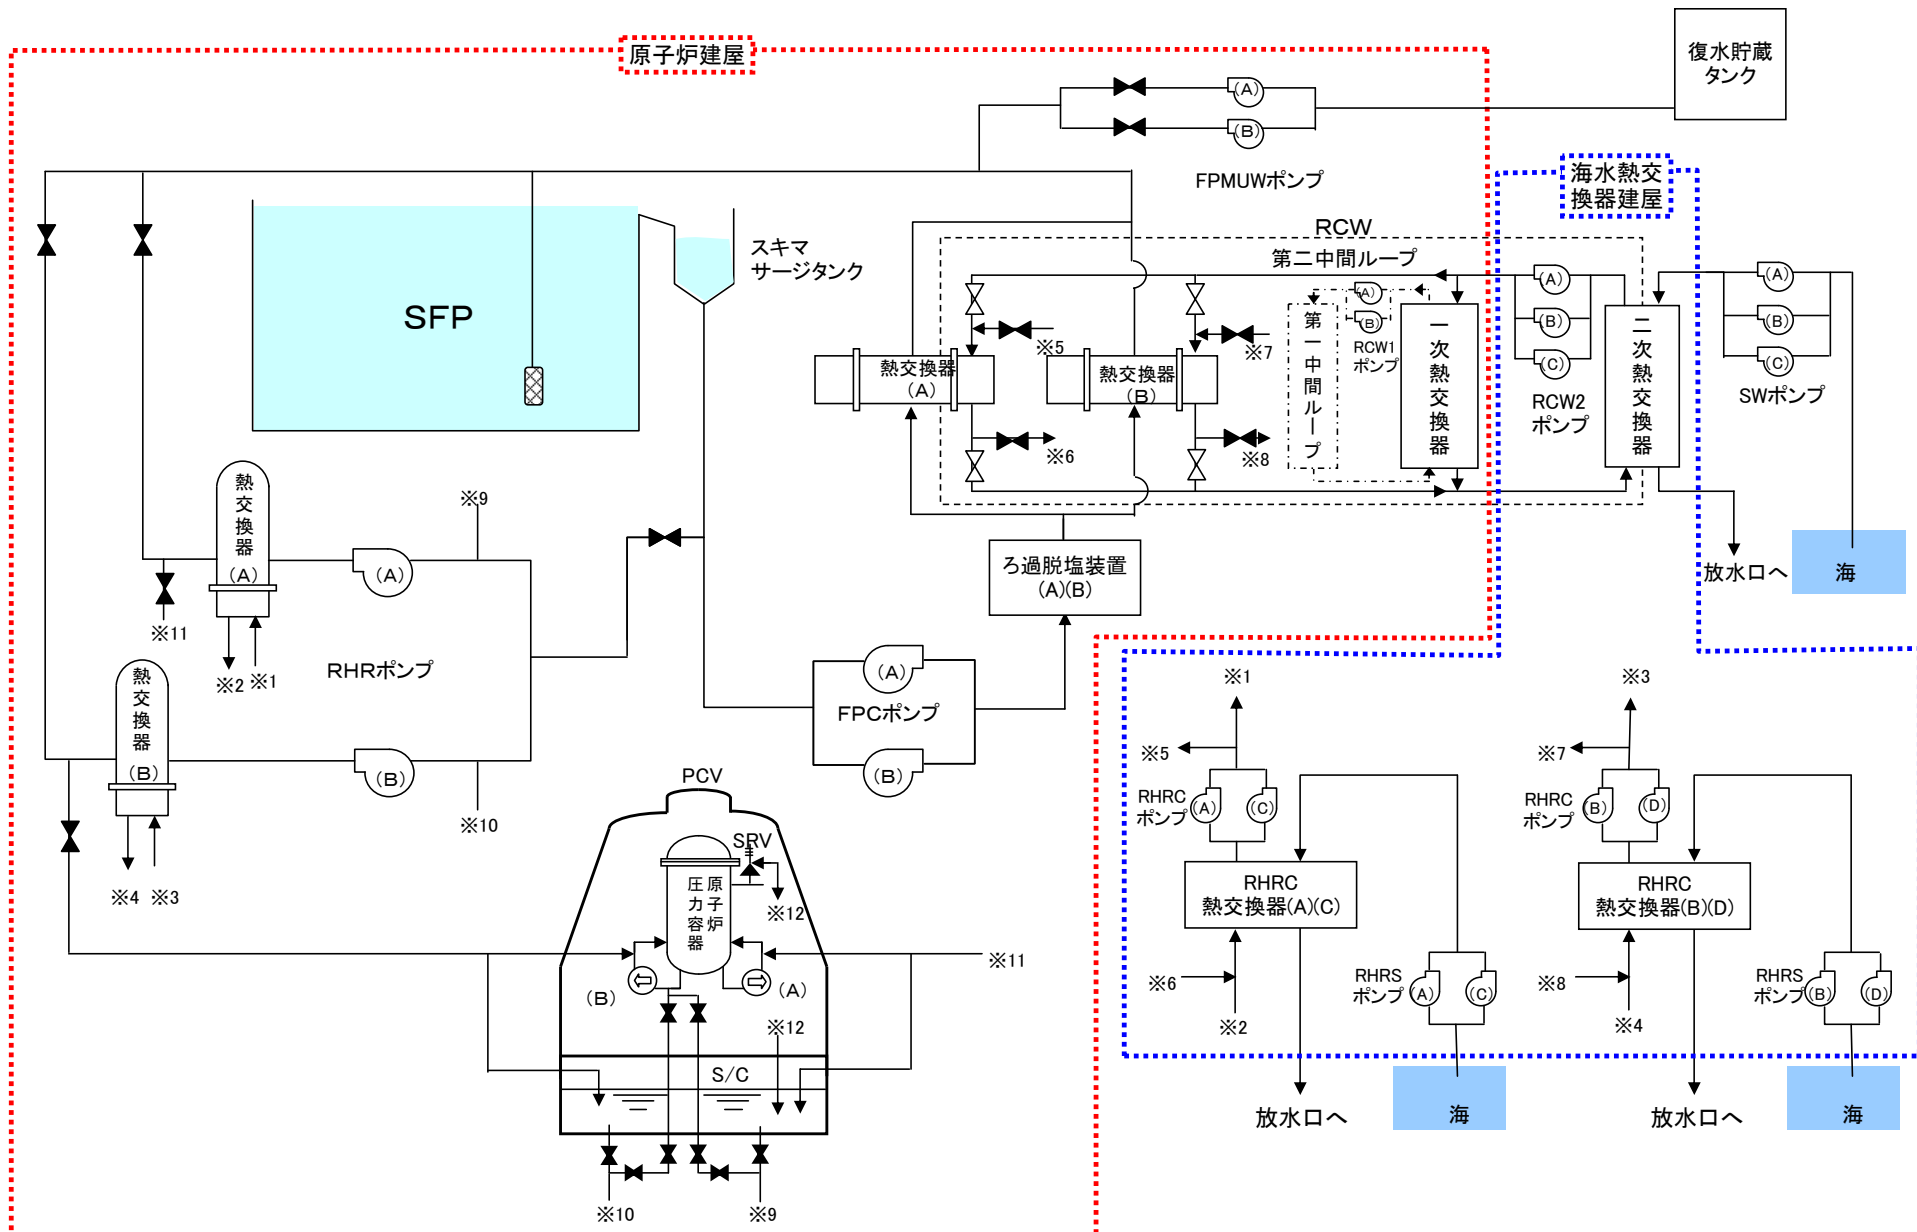 原子炉建屋
復水貯蔵
タンク
(A)
(B)
FPMUWポンプ
海水熱交
換器建屋
SFP
スキマ
サージタンク
RCW
第二中間ループ
※5
※7
熱交換器
(A)
熱交換器
(B)
※6
※8
第一中間ループ
(A)
(B)
RCW1
ポンプ
一次熱交換器
(A)
(B)
(C)
RCW2
ポンプ
二次熱交換器
(A)
(B)
(C)
SWポンプ
放水口へ
海
熱交換器
(A)
※9
(A)
※11
※2
※1
RHRポンプ
熱交換器
(B)
(B)
※10
※4
※3
ろ過脱塩装置
(A)(B)
(A)
FPCポンプ
(B)
PCV
SRV
原子炉
圧力容器
※12
※11
(B)
(A)
※12
S/C
※10
※9
※1
※5
RHRC
ポンプ
(A)
(C)
RHRC
熱交換器(A)(C)
※6
※2
RHRS
ポンプ
(A)
(C)
放水口へ
海
※3
※7
RHRC
ポンプ
(B)
(D)
RHRC
熱交換器(B)(D)
※8
※4
RHRS
ポンプ
(B)
(D)
放水口へ
海